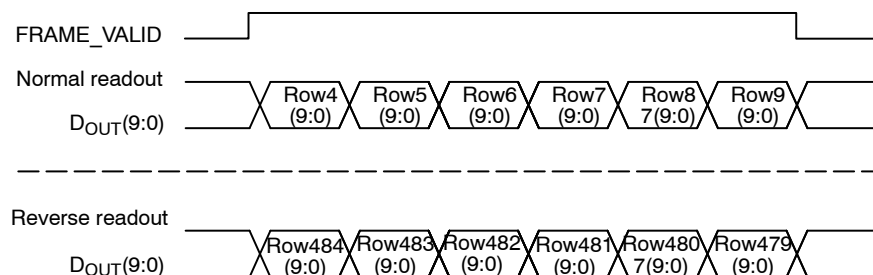 FRAME_VALID
Normal readout
Row4 Row5 Row6 Row7 Row8 Row9
DOUT(9:0) (9:0) (9:0) (9:0) (9:0) 7(9:0) (9:0)
Reverse readout
Row484 Row483 Row482 Row481 Row480 Row479
DOUT(9:0) (9:0) (9:0) (9:0) (9:0) 7(9:0) (9:0)